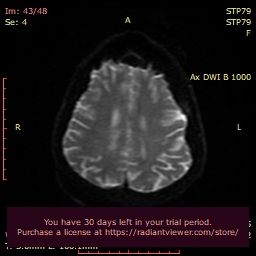 Im: 43/48
Se: 4
A
STP79
STP79
F
Ax DWI B 1000
R
L
You have 30 days left in your trial period.
Purchase a license at https://radiantviewer.com/store/